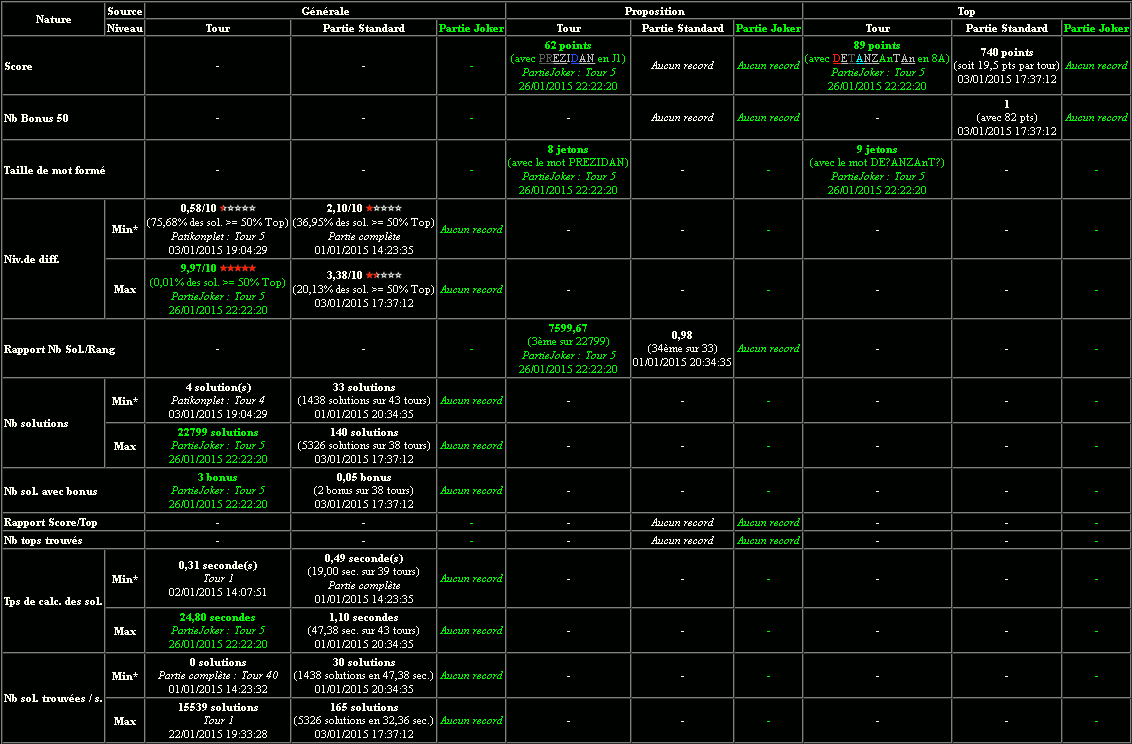 Nature Source Générale Proposition Top
Niveau Tour Partie Standard Partie Joker Tour Partie Standard Partie Joker Tour Partie Standard Partie Joker
Score - - - 62 points Aucun record Aucun record 89 points 740 points Aucun record
(avec PREZIDAN en J1) (avec DETANZAnTAn en 8A) (soit 19,5 pts par tour)
PartieJoker : Tour 5 PartieJoker : Tour 5 03/01/2015 17:37:12
26/01/2015 22:22:20 26/01/2015 22:22:20
Nb Bonus 50 - - - - Aucun record Aucun record - 1 Aucun record
(avec 82 pts)
03/01/2015 17:37:12
Taille de mot formé - - - 8 jetons - - 9 jetons - -
(avec le mot PREZIDAN) (avec le mot DE?ANZAnT?)
PartieJoker : Tour 5 PartieJoker : Tour 5
26/01/2015 22:22:20 26/01/2015 22:22:20
Niv.de diff. Min* 0,58/10 ★☆☆☆☆ 2,10/10 ★☆☆☆☆ Aucun record - - - - - -
(75,68% des sol. >= 50% Top) (36,95% des sol. >= 50% Top)
Patikonplet : Tour 5 Partie complète
03/01/2015 19:04:29 01/01/2015 14:23:35
Max 9,97/10 ★★★★★ 3,38/10 ★★☆☆☆ Aucun record - - - - - -
(0,01% des sol. >= 50% Top) (20,13% des sol. >= 50% Top)
PartieJoker : Tour 5 03/01/2015 17:37:12
26/01/2015 22:22:20
Rapport Nb Sol./Rang - - - 7599,67 0,98 Aucun record - - -
(3ème sur 22799) (34ème sur 33)
PartieJoker : Tour 5 01/01/2015 20:34:35
26/01/2015 22:22:20
Nb solutions Min* 4 solution(s) 33 solutions Aucun record - - - - - -
Patikonplet : Tour 4 (1438 solutions sur 43 tours)
03/01/2015 19:04:29 01/01/2015 20:34:35
Max 22799 solutions 140 solutions Aucun record - - - - - -
PartieJoker : Tour 5 (5326 solutions sur 38 tours)
26/01/2015 22:22:20 03/01/2015 17:37:12
Nb sol. avec bonus 3 bonus 0,05 bonus Aucun record - - - - - -
PartieJoker : Tour 5 (2 bonus sur 38 tours)
26/01/2015 22:22:20 03/01/2015 17:37:12
Rapport Score/Top - - - - Aucun record Aucun record - - -
Nb tops trouvés - - - - Aucun record Aucun record - - -
Tps de calc. des sol. Min* 0,31 seconde(s) 0,49 seconde(s) Aucun record - - - - - -
Tour 1 (19,00 sec. sur 39 tours)
02/01/2015 14:07:51 Partie complète
01/01/2015 14:23:35
Max 24,80 secondes 1,10 secondes Aucun record - - - - - -
PartieJoker : Tour 5 (47,38 sec. sur 43 tours)
26/01/2015 22:22:20 01/01/2015 20:34:35
Nb sol. trouvées / s. Min* 0 solutions 30 solutions Aucun record - - - - - -
Partie complète : Tour 40 (1438 solutions en 47,38 sec.)
01/01/2015 14:23:32 01/01/2015 20:34:35
Max 15539 solutions 165 solutions Aucun record - - - - - -
Tour 1 (5326 solutions en 32,36 sec.)
22/01/2015 19:33:28 03/01/2015 17:37:12